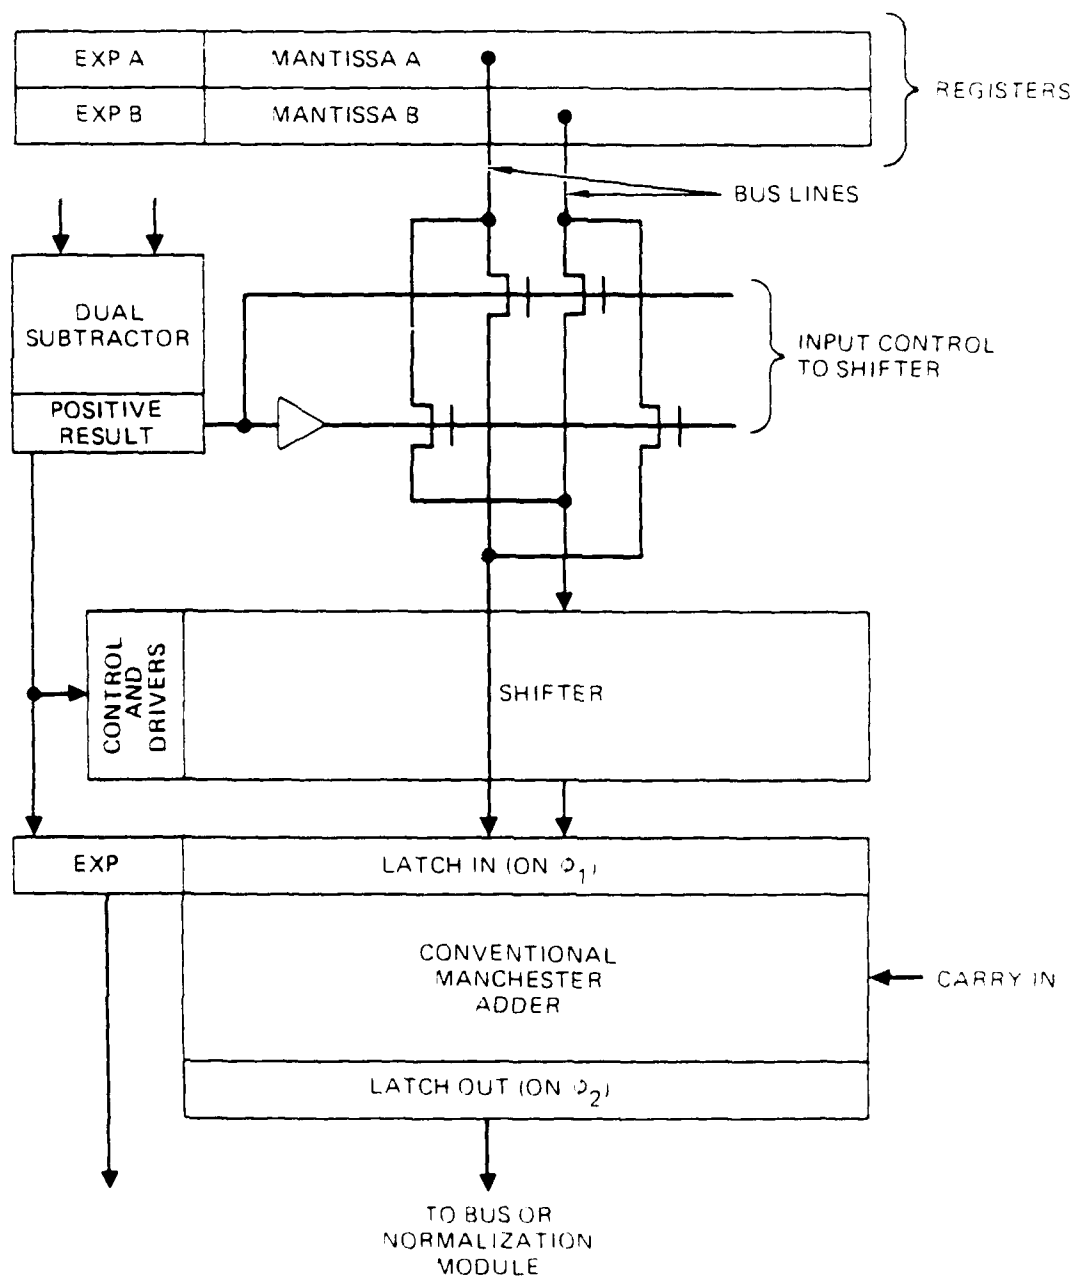 EXP A
MANTISSA A
EXP B
MANTISSA B
REGISTERS
BUS LINES
DUAL
SUBTRACTOR
POSITIVE
RESULT
INPUT CONTROL
TO SHIFTER
CONTROL
AND
DRIVERS
SHIFTER
EXP
LATCH IN (ON Φ1)
CONVENTIONAL
MANCHESTER
ADDER
CARRY IN
LATCH OUT (ON Φ2)
TO BUS OR
NORMALIZATION
MODULE